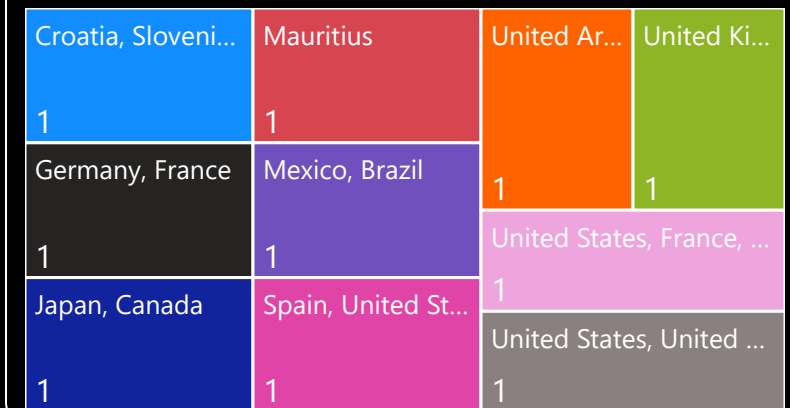 Croatia, Sloveni...
1
Germany, France
1
Japan, Canada
1
Mauritius
1
Mexico, Brazil
1
Spain, United St...
1
United Ar...
1
United Ki...
1
United States, France, ...
1
United States, United ...
1